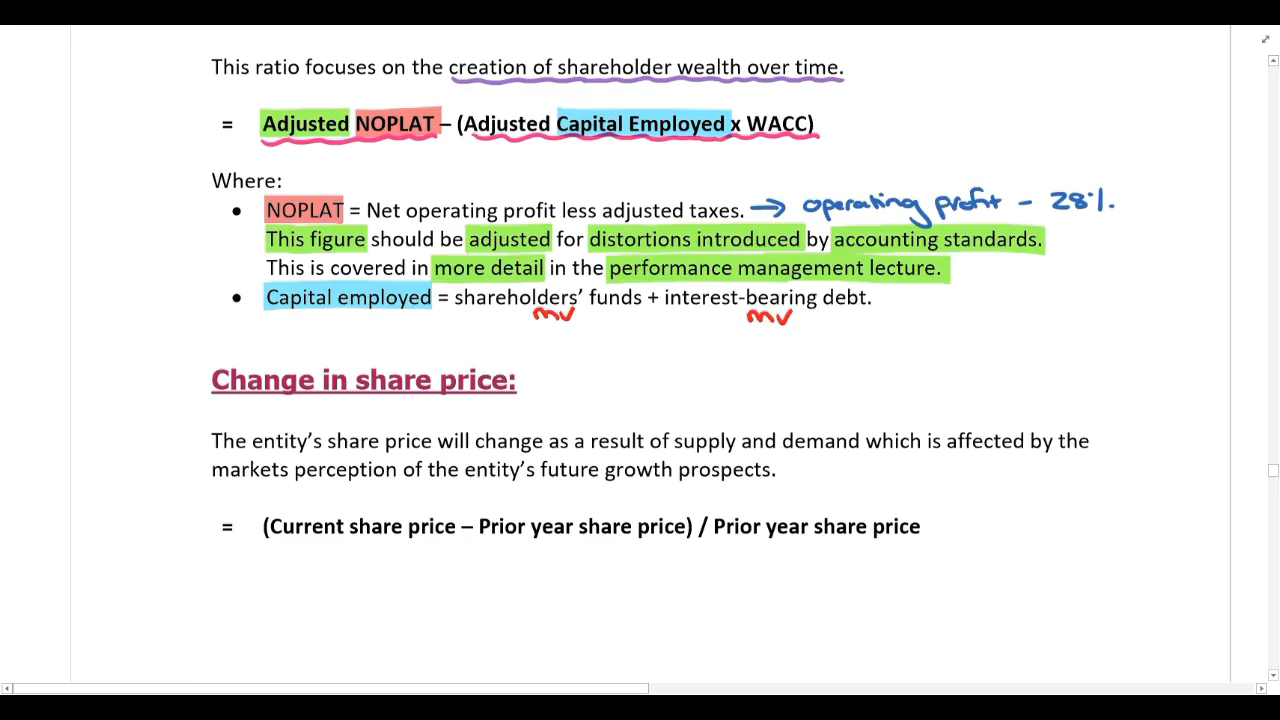 This ratio focuses on the creation of shareholder wealth over time.
= Adjusted NOPLAT – (Adjusted Capital Employed x WACC)
Where:
• NOPLAT = Net operating profit less adjusted taxes. → operating profit - 28%.
This figure should be adjusted for distortions introduced by accounting standards.
This is covered in more detail in the performance management lecture.
• Capital employed = shareholders’ funds + interest-bearing debt.
mv mv
Change in share price:
The entity’s share price will change as a result of supply and demand which is affected by the
markets perception of the entity’s future growth prospects.
= (Current share price – Prior year share price) / Prior year share price